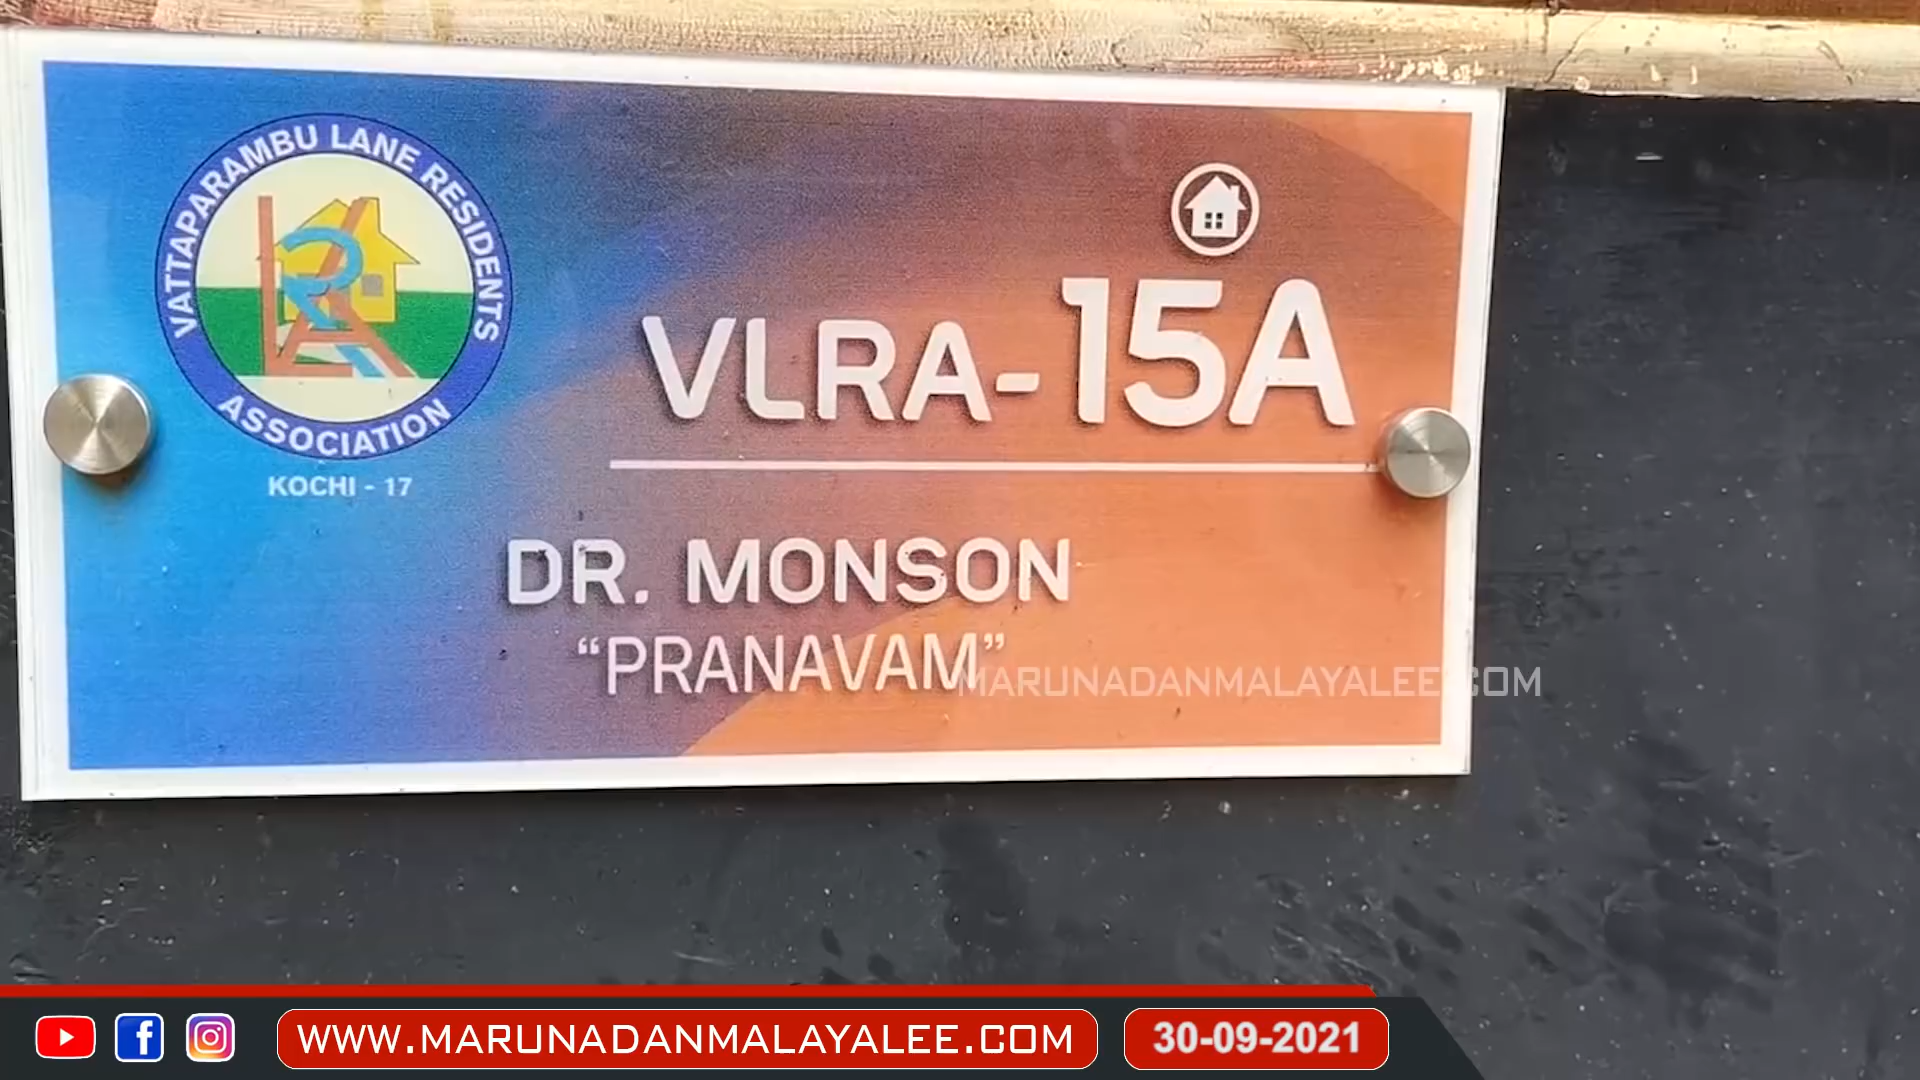 VATTAPARAMBU LANE RESIDENTS
ASSOCIATION
KOCHI - 17
VLRA-15A
DR. MONSON
“PRANAVAM”
MARUNADANMALAYALEE.COM
WWW.MARUNADANMALAYALEE.COM
30-09-2021